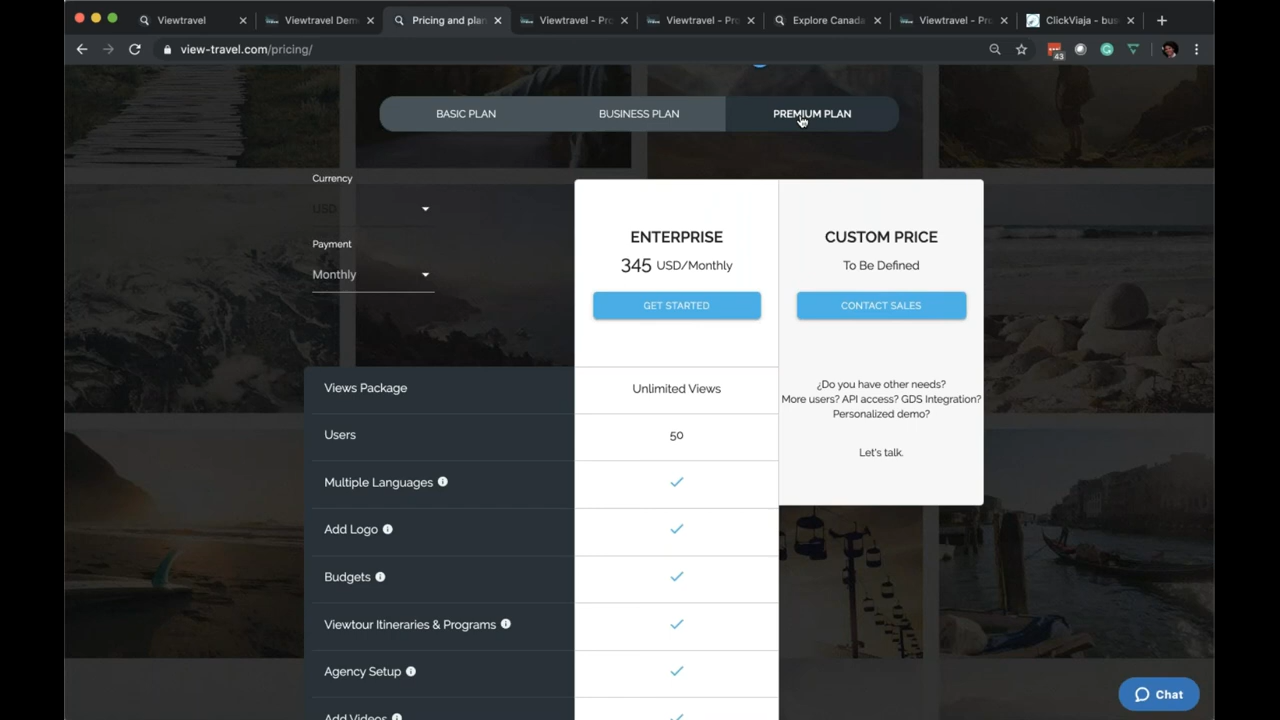 Viewtravel
Viewtravel Dem
Pricing and plan
Viewtravel - Pro
Viewtravel - Pro
Explore Canada
Viewtravel - Pro
ClickViaja - bus
view-travel.com/pricing/
43
BASIC PLAN
BUSINESS PLAN
PREMIUM PLAN
Currency
USD
Payment
Monthly
ENTERPRISE
345 USD/Monthly
GET STARTED
CUSTOM PRICE
To Be Defined
CONTACT SALES
¿Do you have other needs?
More users? API access? GDS Integration?
Personalized demo?
Let's talk.
Views Package
Unlimited Views
Users
50
Multiple Languages
Add Logo
Budgets
Viewtour Itineraries & Programs
Agency Setup
Add Videos
Chat